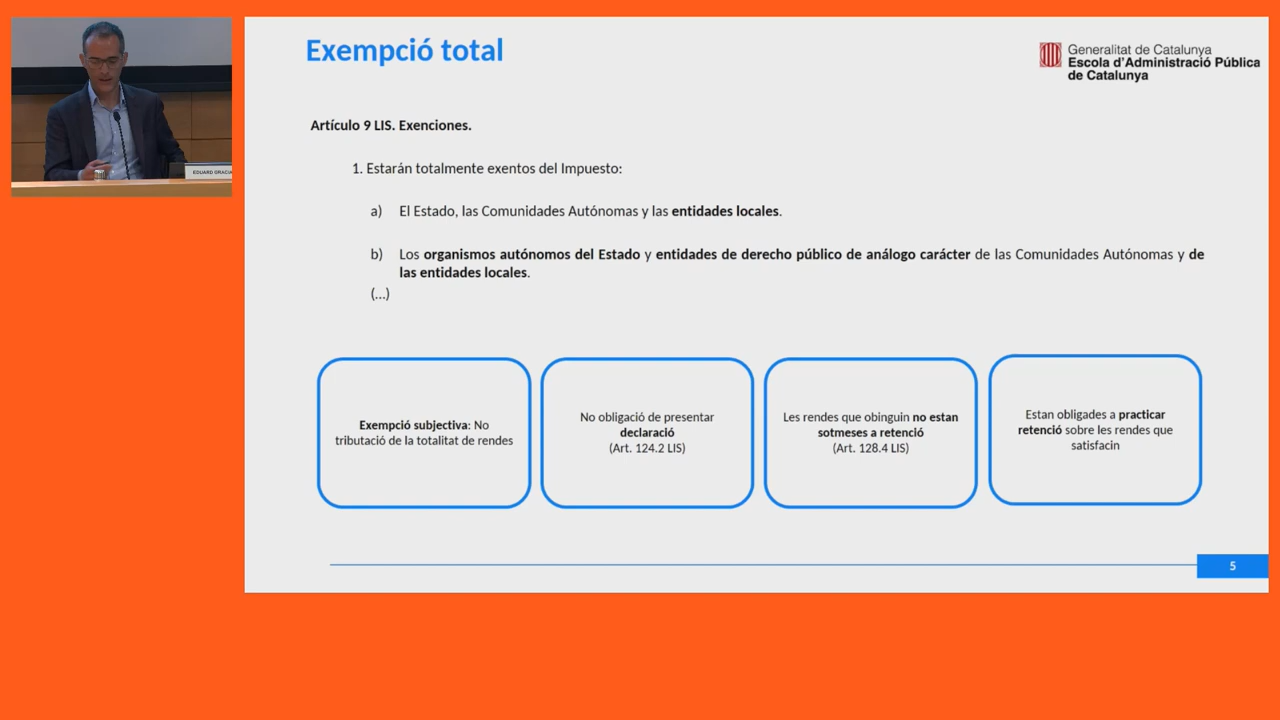 Exempció total
Generalitat de Catalunya
Escola d'Administració Pública
de Catalunya
EDUARD GRACIA
Artículo 9 LIS. Exenciones.
1. Estarán totalmente exentos del Impuesto:
a) El Estado, las Comunidades Autónomas y las entidades locales.
b) Los organismos autónomos del Estado y entidades de derecho público de análogo carácter de las Comunidades Autónomas y de
las entidades locales.
(...)
Exempció subjectiva: No
tributació de la totalitat de rendes
No obligació de presentar
declaració
(Art. 124.2 LIS)
Les rendes que obinguin no estan
sotmeses a retenció
(Art. 128.4 LIS)
Estan obligades a practicar
retenció sobre les rendes que
satisfacin
5